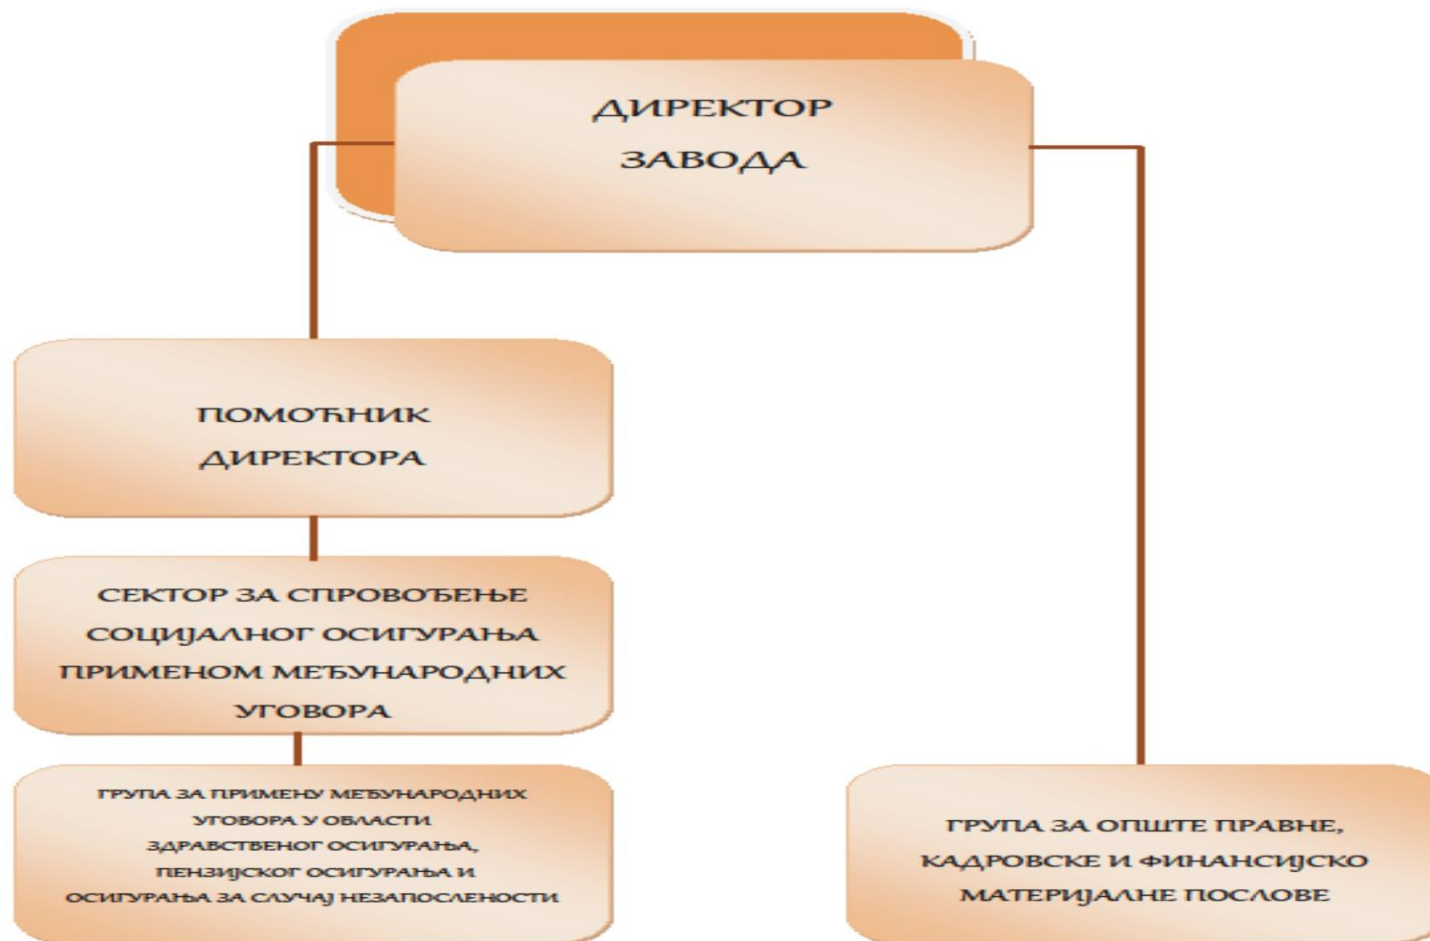 ДИРЕКТОР
ЗАВОДА
ПОМОЋНИК
ДИРЕКТОРА
СЕКТОР ЗА СПРОВОЂЕЊЕ
СОЦИЈАЛНОГ ОСИГУРАЊА
ПРИМЕНОМ МЕЂУНАРОДНИХ
УГОВОРА
ГРУПА ЗА ПРИМЕНУ МЕЂУНАРОДНИХ
УГОВОРА У ОБЛАСТИ
ЗДРАВСТВЕНОГ ОСИГУРАЊА,
ПЕНЗИЈСКОГ ОСИГУРАЊА И
ОСИГУРАЊА ЗА СЛУЧАЈ НЕЗАПОСЛЕНОСТИ
ГРУПА ЗА ОПШТЕ ПРАВНЕ,
КАДРОВСКЕ И ФИНАНСИЈСКО
МАТЕРИЈАЛНЕ ПОСЛОВЕ